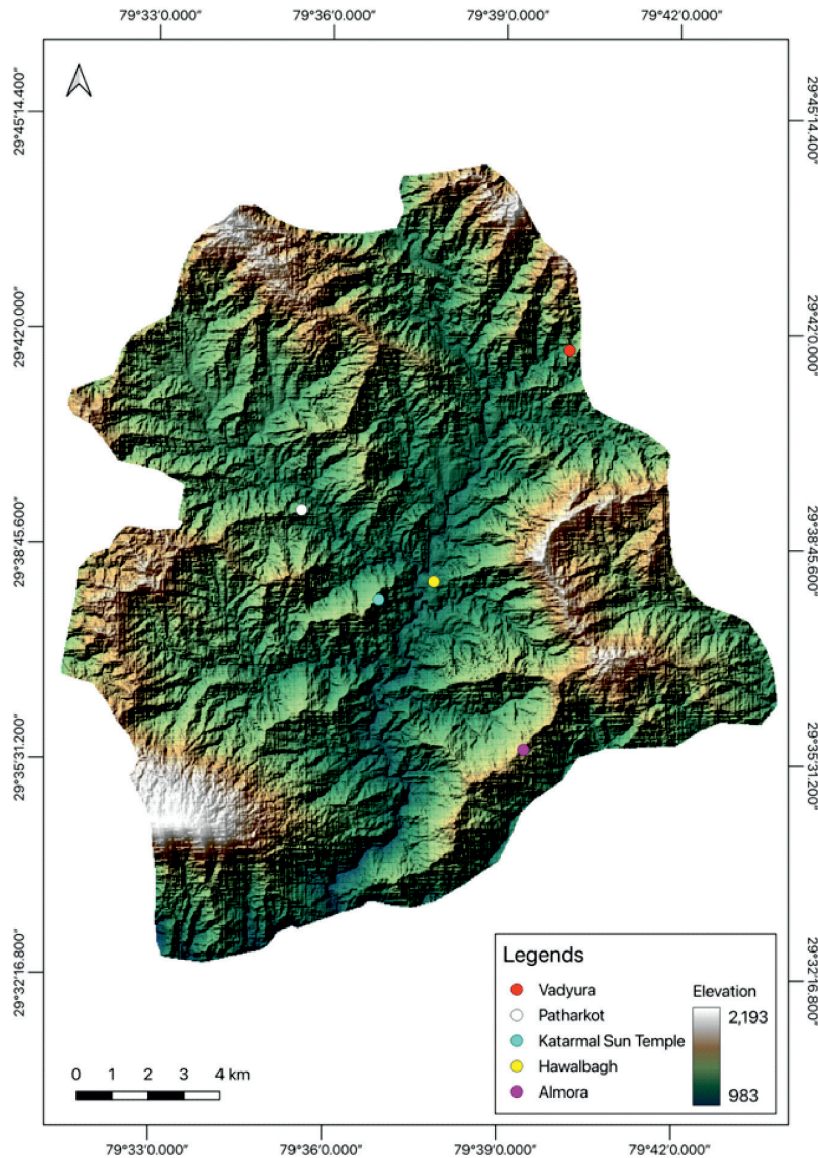 79°33'0.000" 79°36'0.000" 79°39'0.000" 79°42'0.000"
29°45'14.400"
29°45'14.400"
29°42'0.000"
29°42'0.000"
29°38'45.600"
29°38'45.600"
29°35'31.200"
29°35'31.200"
29°32'16.800"
29°32'16.800"
Legends
Vadyura
Patharkot
Katarmal Sun Temple
Hawalbagh
Almora
Elevation
2,193
983
0 1 2 3 4 km
79°33'0.000" 79°36'0.000" 79°39'0.000" 79°42'0.000"